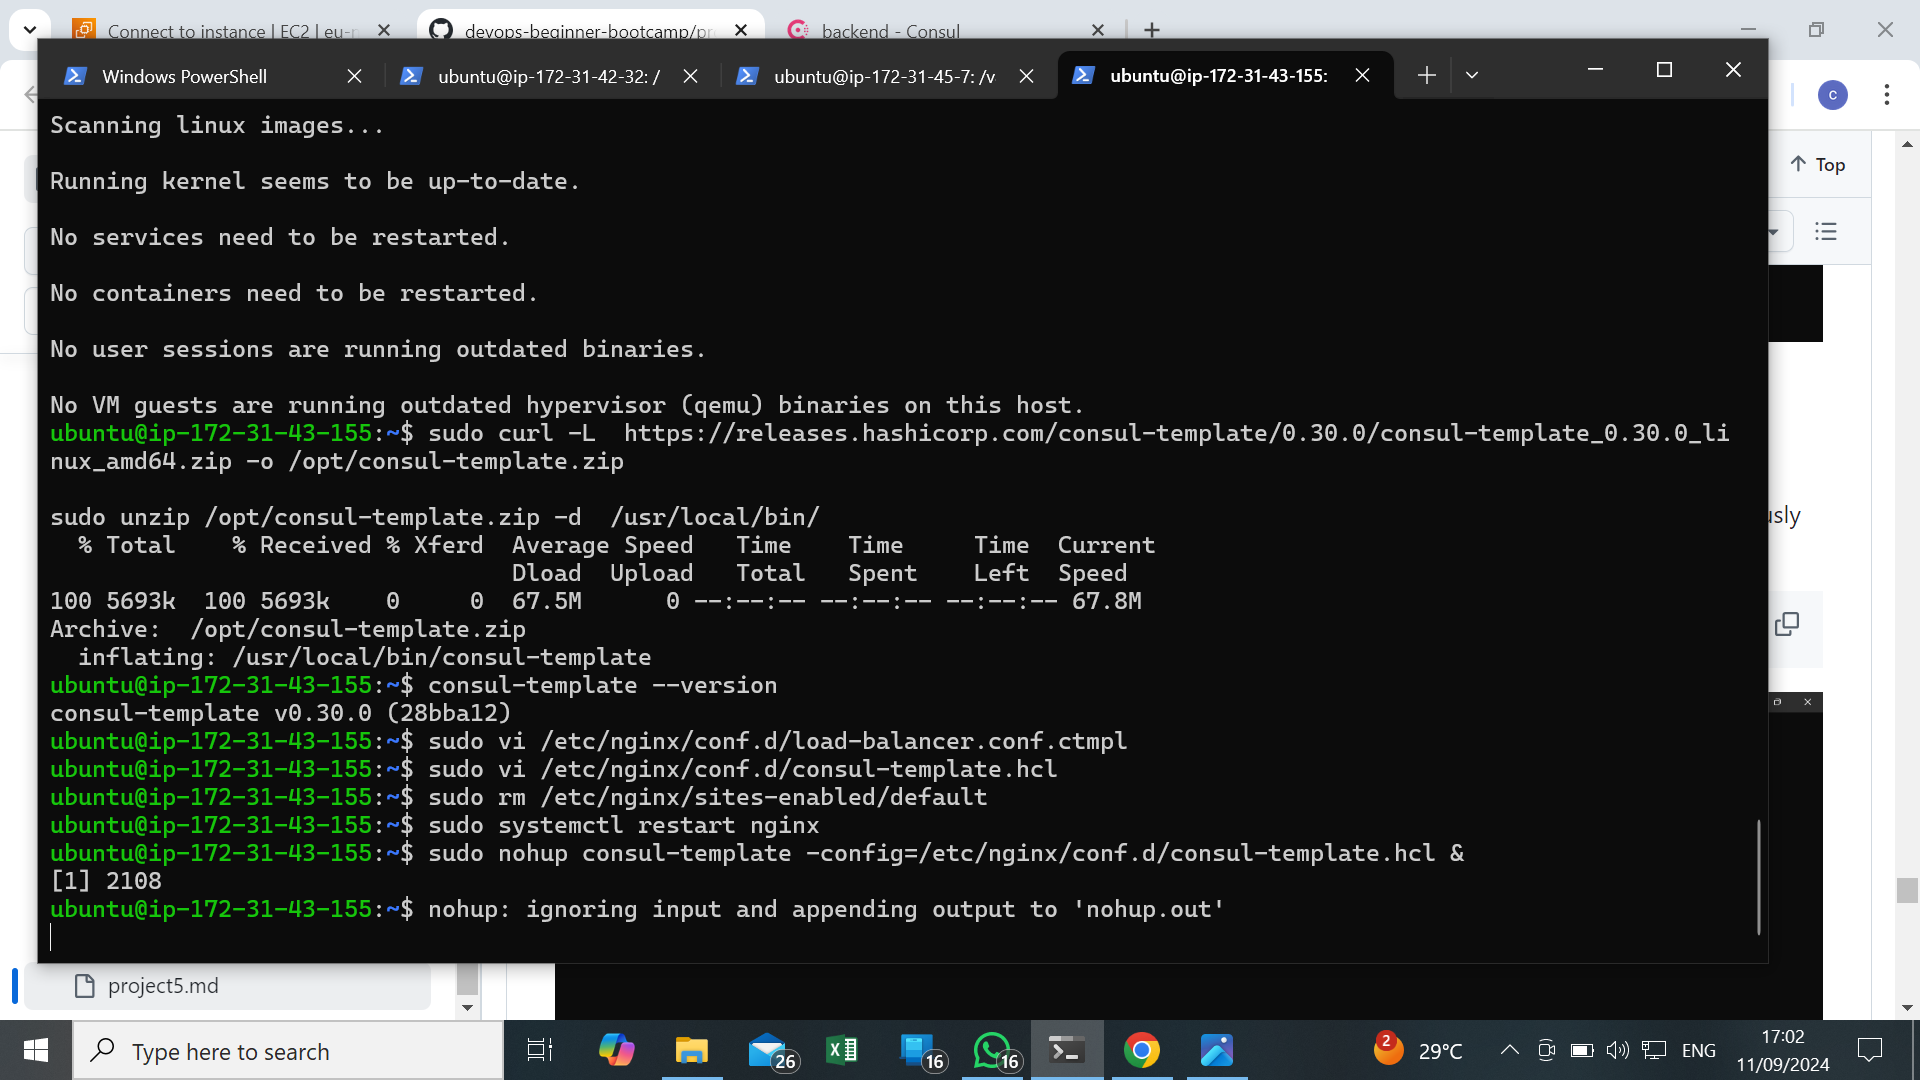 Connect to instance | EC2 | eu-n
devops-beginner-bootcamp/pr
backend - Consul
Windows PowerShell
ubuntu@ip-172-31-42-32: /
ubuntu@ip-172-31-45-7: /v
ubuntu@ip-172-31-43-155:
c
Top
Scanning linux images...
Running kernel seems to be up-to-date.
No services need to be restarted.
No containers need to be restarted.
No user sessions are running outdated binaries.
No VM guests are running outdated hypervisor (qemu) binaries on this host.
ubuntu@ip-172-31-43-155:~$ sudo curl -L  https://releases.hashicorp.com/consul-template/0.30.0/consul-template_0.30.0_li
nux_amd64.zip -o /opt/consul-template.zip
sudo unzip /opt/consul-template.zip -d  /usr/local/bin/
usly
  % Total    % Received % Xferd  Average Speed   Time    Time     Time  Current
                                 Dload  Upload   Total   Spent    Left  Speed
100 5693k  100 5693k    0      0  67.5M       0 --:--:-- --:--:-- --:--:-- 67.8M
Archive:  /opt/consul-template.zip
  inflating: /usr/local/bin/consul-template
ubuntu@ip-172-31-43-155:~$ consul-template --version
consul-template v0.30.0 (28bba12)
ubuntu@ip-172-31-43-155:~$ sudo vi /etc/nginx/conf.d/load-balancer.conf.ctmpl
ubuntu@ip-172-31-43-155:~$ sudo vi /etc/nginx/conf.d/consul-template.hcl
ubuntu@ip-172-31-43-155:~$ sudo rm /etc/nginx/sites-enabled/default
ubuntu@ip-172-31-43-155:~$ sudo systemctl restart nginx
ubuntu@ip-172-31-43-155:~$ sudo nohup consul-template -config=/etc/nginx/conf.d/consul-template.hcl &
[1] 2108
ubuntu@ip-172-31-43-155:~$ nohup: ignoring input and appending output to 'nohup.out'
project5.md
Type here to search
26
16
16
2
29°C
ENG
17:02
11/09/2024